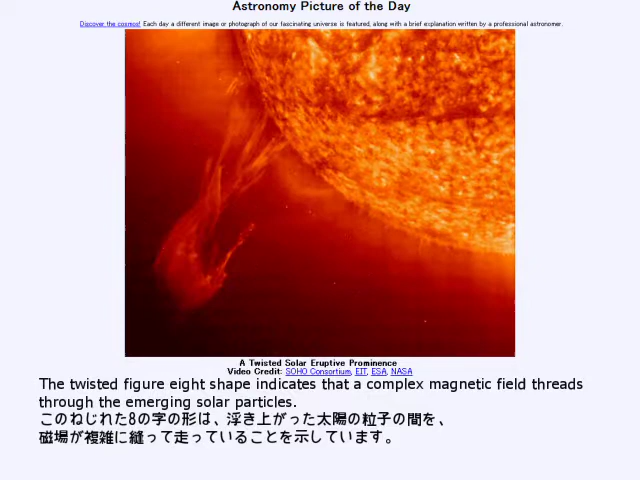 Astronomy Picture of the Day
Discover the cosmos! Each day a different image or photograph of our fascinating universe is featured, along with a brief explanation written by a professional astronomer.
A Twisted Solar Eruptive Prominence
Video Credit: SOHO Consortium, EIT, ESA, NASA
The twisted figure eight shape indicates that a complex magnetic field threads
through the emerging solar particles.
このねじれた8の字の形は、浮き上がった太陽の粒子の間を、
磁場が複雑に縫って走っていることを示しています。